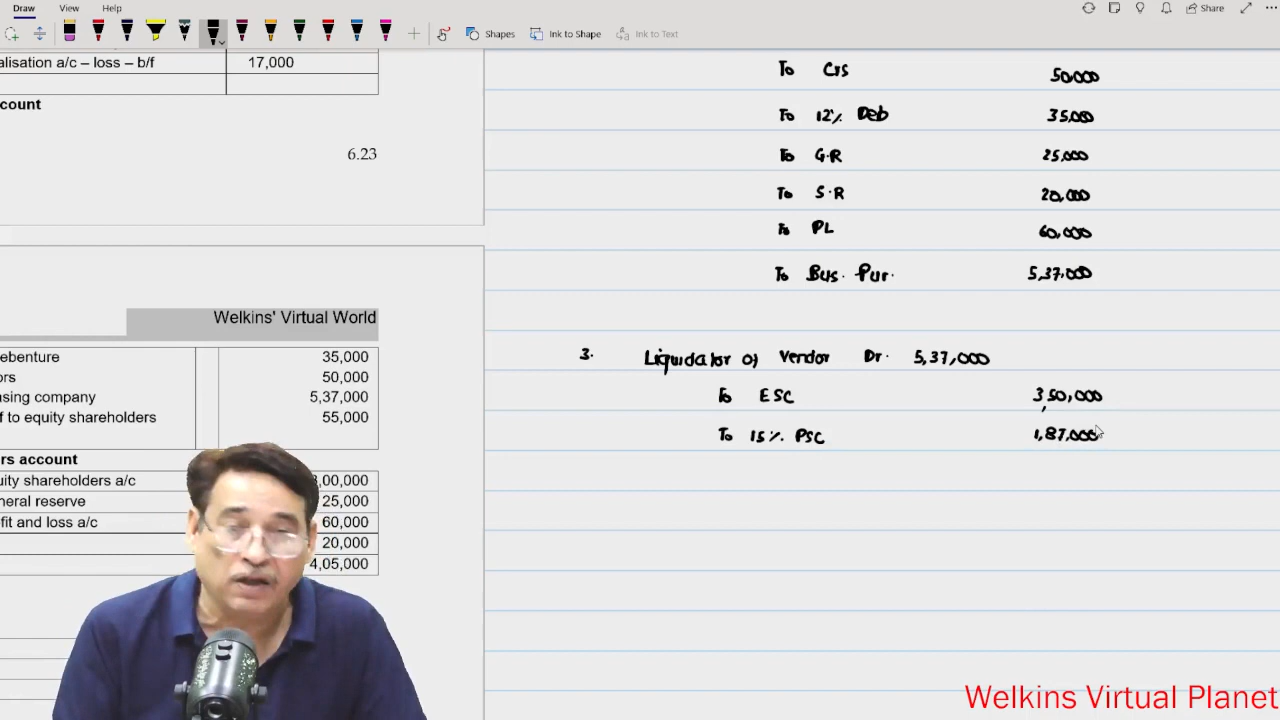 Draw View Help
Share
Shapes Ink to Shape Ink to Text
alisation a/c – loss – b/f 17,000
count
6.23
Welkins' Virtual World
ebenture 35,000
ors 50,000
asing company 5,37,000
f to equity shareholders 55,000
rs account
uity shareholders a/c 3,00,000
neral reserve 25,000
fit and loss a/c 60,000
20,000
4,05,000
To Crs 50,000
To 12% Deb 35,000
To G.R 25,000
To S.R 20,000
To PL 60,000
To Bus. Pur. 5,37,000
3. Liquidator of Vendor Dr. 5,37,000
To ESC 3,50,000
To 15% PSC 1,87,000
Welkins Virtual Planet